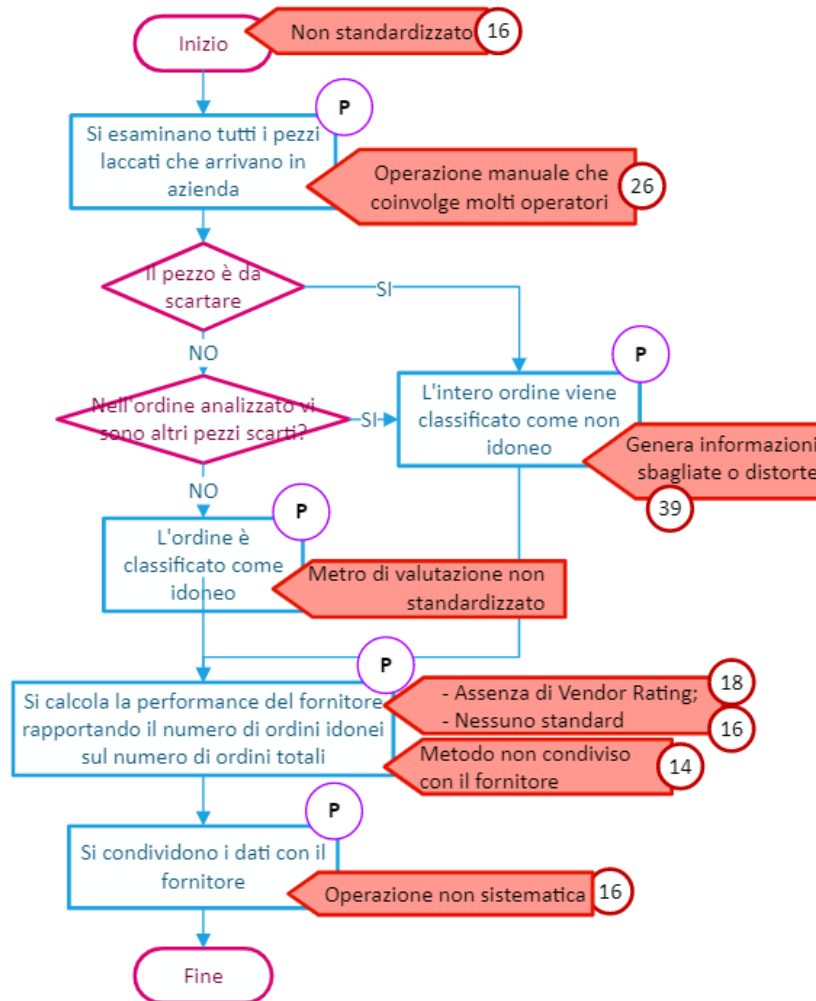 Inizio
Non standardizzato
16
P
Si esaminano tutti i pezzi
laccati che arrivano in
azienda
Operazione manuale che
coinvolge molti operatori
26
Il pezzo è da
scartare
SI
NO
P
Nell'ordine analizzato vi
sono altri pezzi scarti?
SI
L'intero ordine viene
classificato come non
idoneo
Genera informazioni
sbagliate o distorte
39
NO
P
L'ordine è
classificato come
idoneo
Metro di valutazione non
standardizzato
P
Si calcola la performance del fornitore
rapportando il numero di ordini idonei
sul numero di ordini totali
- Assenza di Vendor Rating;
- Nessuno standard
18
16
Metodo non condiviso
con il fornitore
14
P
Si condividono i dati con il
fornitore
Operazione non sistematica
16
Fine